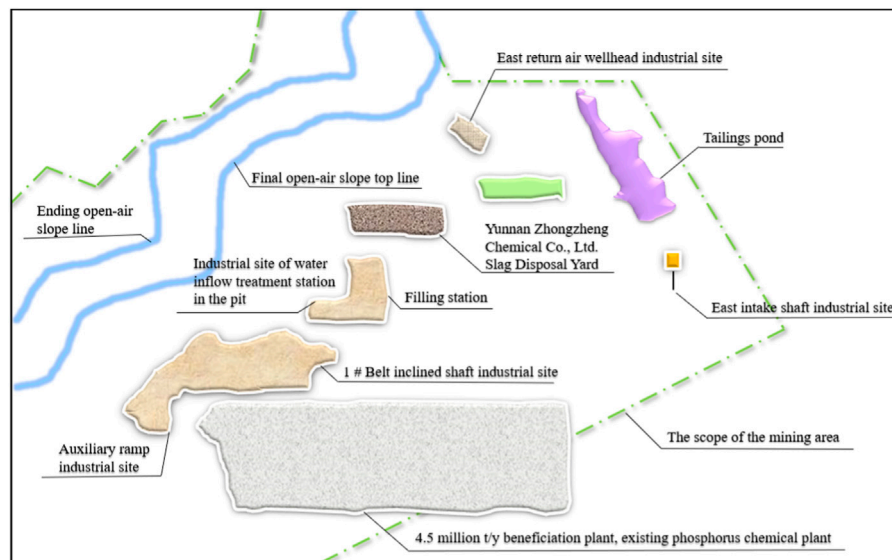 East return air wellhead industrial site
Tailings pond
Final open-air slope top line
Ending open-air
slope line
Yunnan Zhongzheng
Chemical Co., Ltd.
Slag Disposal Yard
Industrial site of water
inflow treatment station
in the pit
Filling station
East intake shaft industrial site
1 # Belt inclined shaft industrial site
The scope of the mining area
Auxiliary ramp
industrial site
4.5 million t/y beneficiation plant, existing phosphorus chemical plant